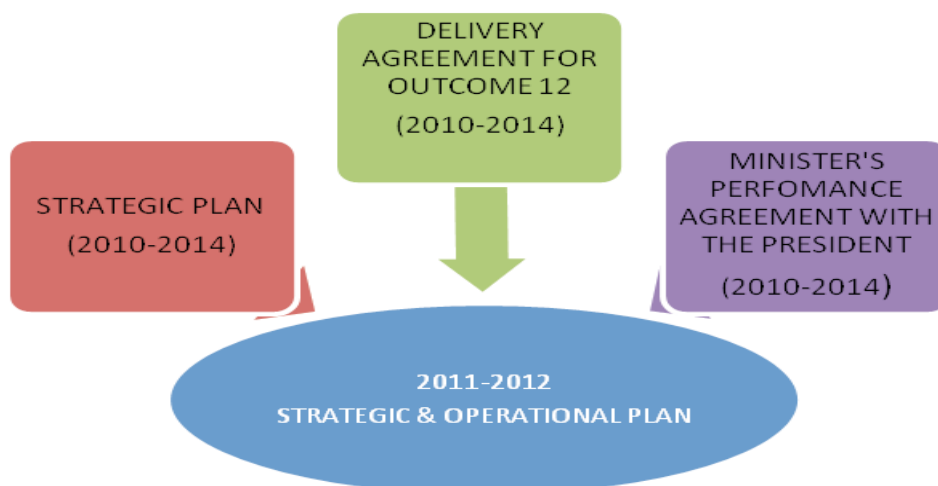 DELIVERY
AGREEMENT FOR
OUTCOME 12
(2010-2014)
STRATEGIC PLAN
(2010-2014)
MINISTER'S
PERFOMANCE
AGREEMENT WITH
THE PRESIDENT
(2010-2014)
2011-2012
STRATEGIC & OPERATIONAL PLAN